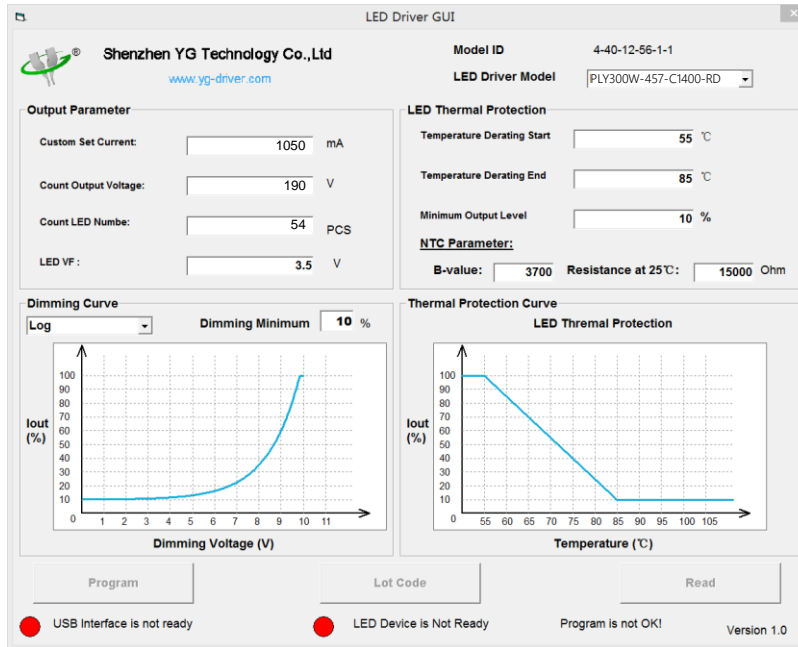 LED Driver GUI
Shenzhen YG Technology Co.,Ltd
www.yg-driver.com
®
Model ID 4-40-12-56-1-1
LED Driver Model PLY300W-457-C1400-RD
Output Parameter
Custom Set Current: 1050 mA
Count Output Voltage: 190 V
Count LED Numbe: 54 PCS
LED VF : 3.5 V
LED Thermal Protection
Temperature Derating Start 55 ℃
Temperature Derating End 85 ℃
Minimum Output Level 10 %
NTC Parameter:
B-value: 3700 Resistance at 25℃: 15000 Ohm
Dimming Curve
Log Dimming Minimum 10 %
100
90
80
70
60
50
40
30
20
10
Iout
(%)
0 1 2 3 4 5 6 7 8 9 10 11
Dimming Voltage (V)
Thermal Protection Curve
LED Thremal Protection
100
90
80
70
60
50
40
30
20
10
Iout
(%)
0 55 60 65 70 75 80 85 90 95 100 105
Temperature (℃)
Program Lot Code Read
USB Interface is not ready LED Device is Not Ready Program is not OK! Version 1.0